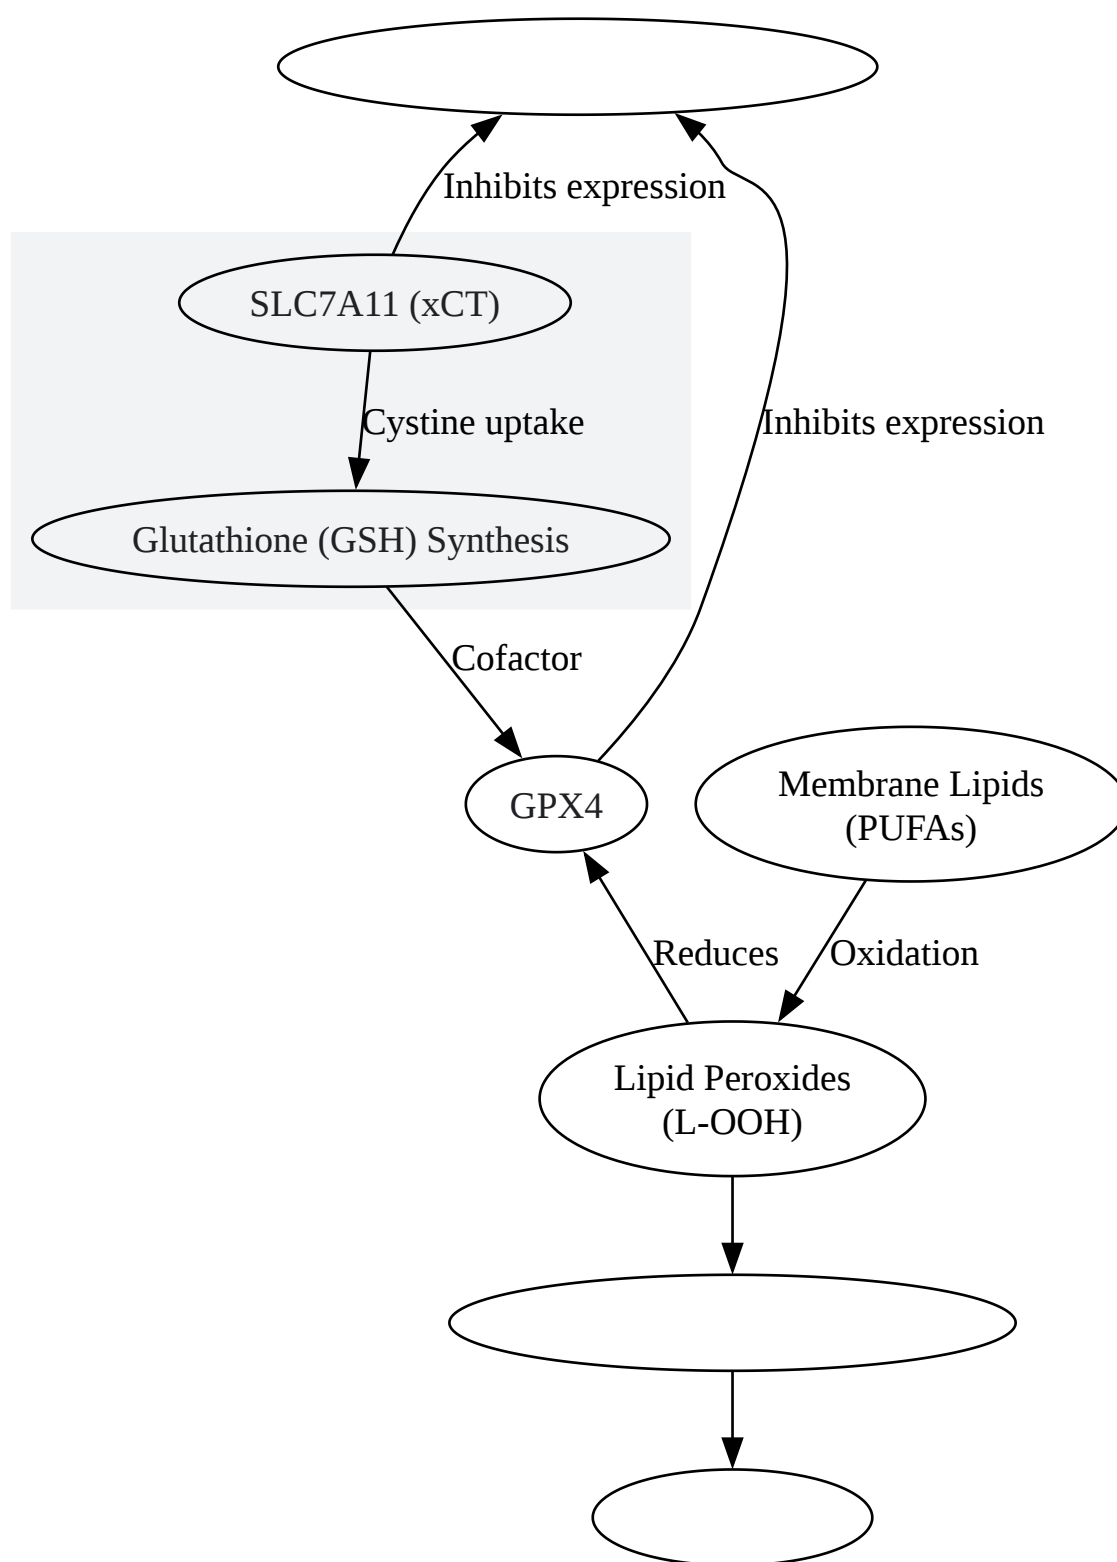 Inhibits expression
SLC7A11 (xCT)
Cystine uptake
Inhibits expression
Glutathione (GSH) Synthesis
Cofactor
GPX4
Membrane Lipids
(PUFAs)
Reduces
Oxidation
Lipid Peroxides
(L-OOH)